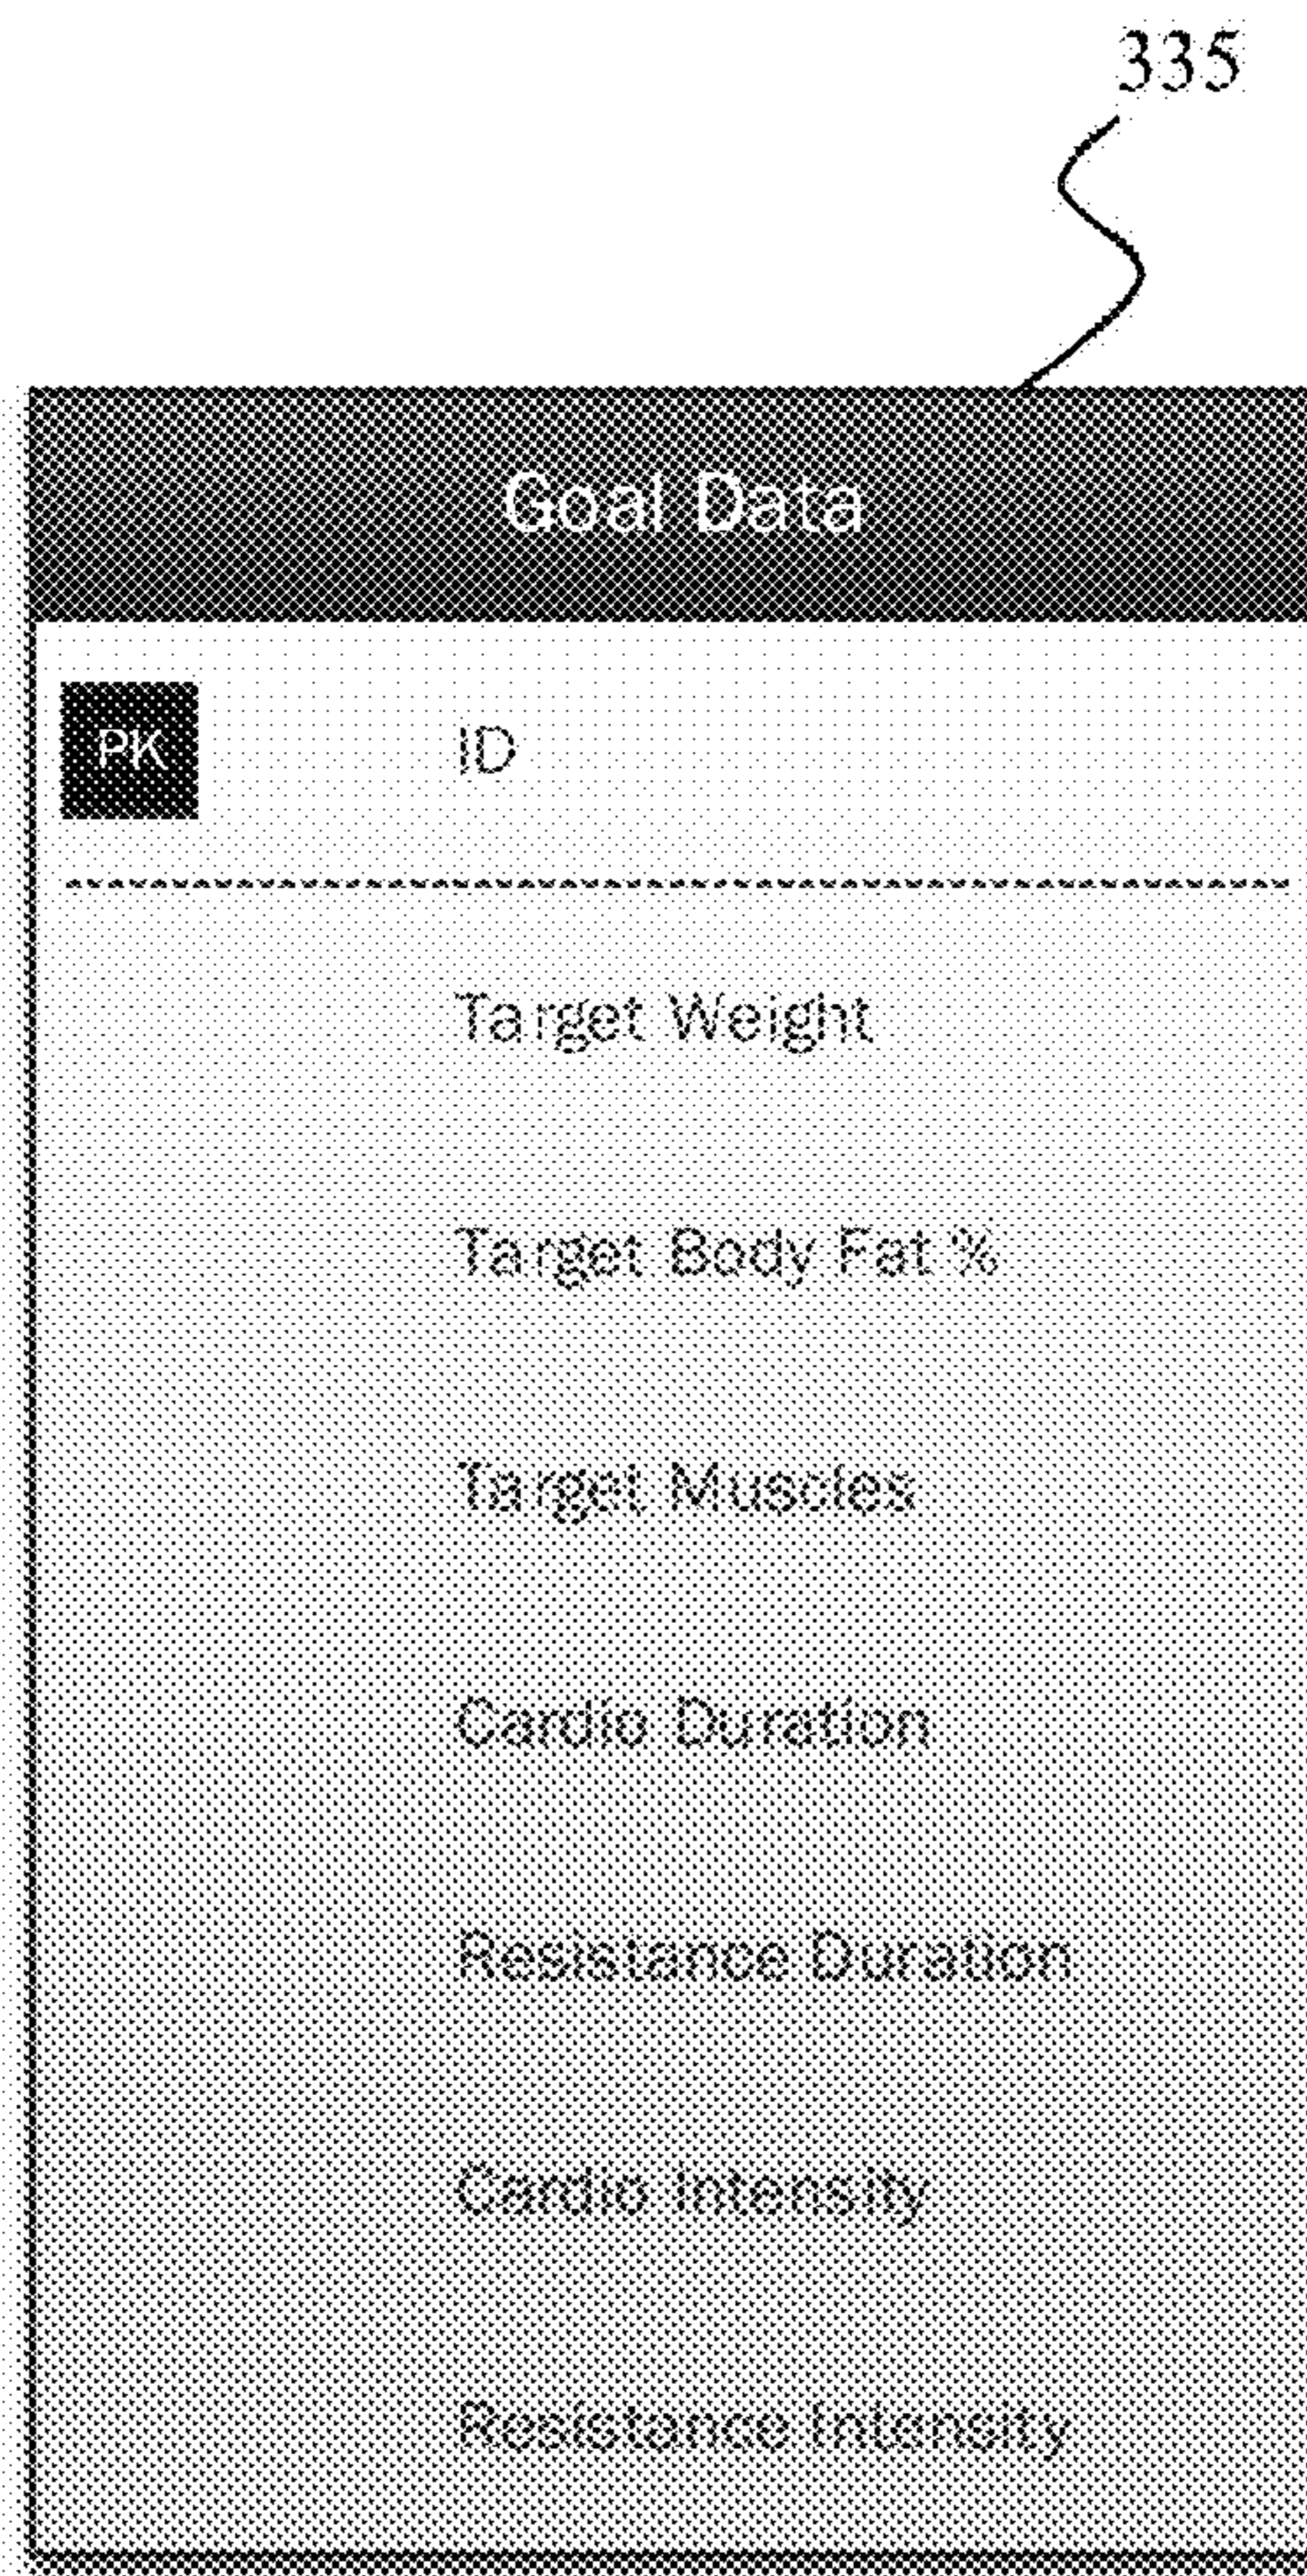 335
Goal Data
PK ID
Target Weight
Target Body Fat %
Target Muscles
Cardio Duration
Resistance Duration
Cardio Intensity
Resistance Intensity